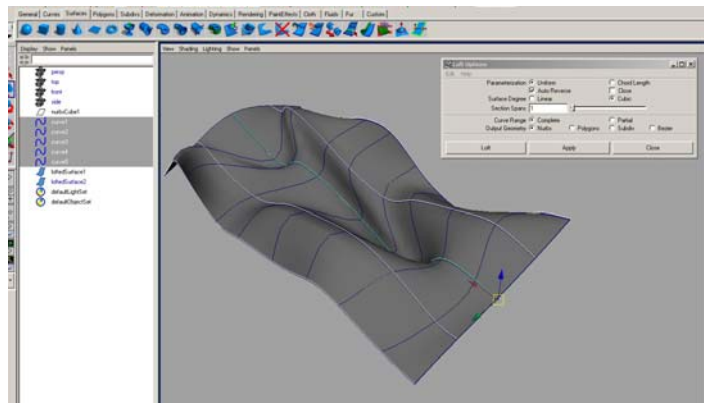 General Curves Surfaces Polygons Subdivs Deformation Animation Dynamics Rendering PaintEffects Cloth Fluids Fur Custom
Display Show Panels
View Shading Lighting Show Panels
persp
top
front
side
nurbsCube1
curve1
curve2
curve3
curve4
curve5
loftedSurface1
loftedSurface2
defaultLightSet
defaultObjectSet
Loft Options
Edit Help
Parameterization Uniform Chord Length
Auto Reverse Close
Surface Degree Linear Cubic
Section Spans 1
Curve Range Complete Partial
Output Geometry Nurbs Polygons Subdiv Bezier
Loft Apply Close